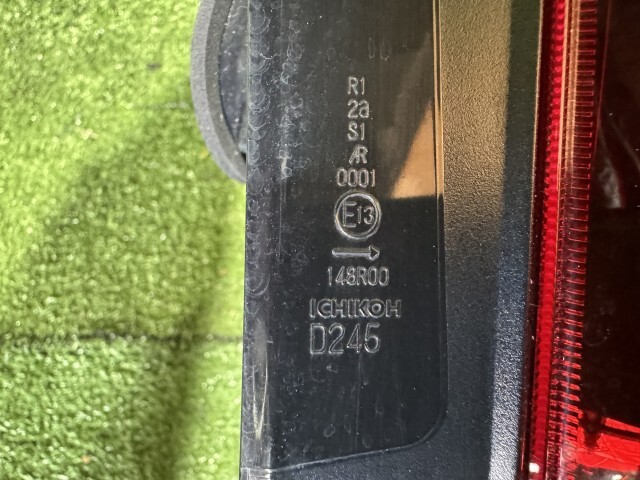 R1
2a
S1
AR
0001
E13
→
148R00
ICHIKOH
D245